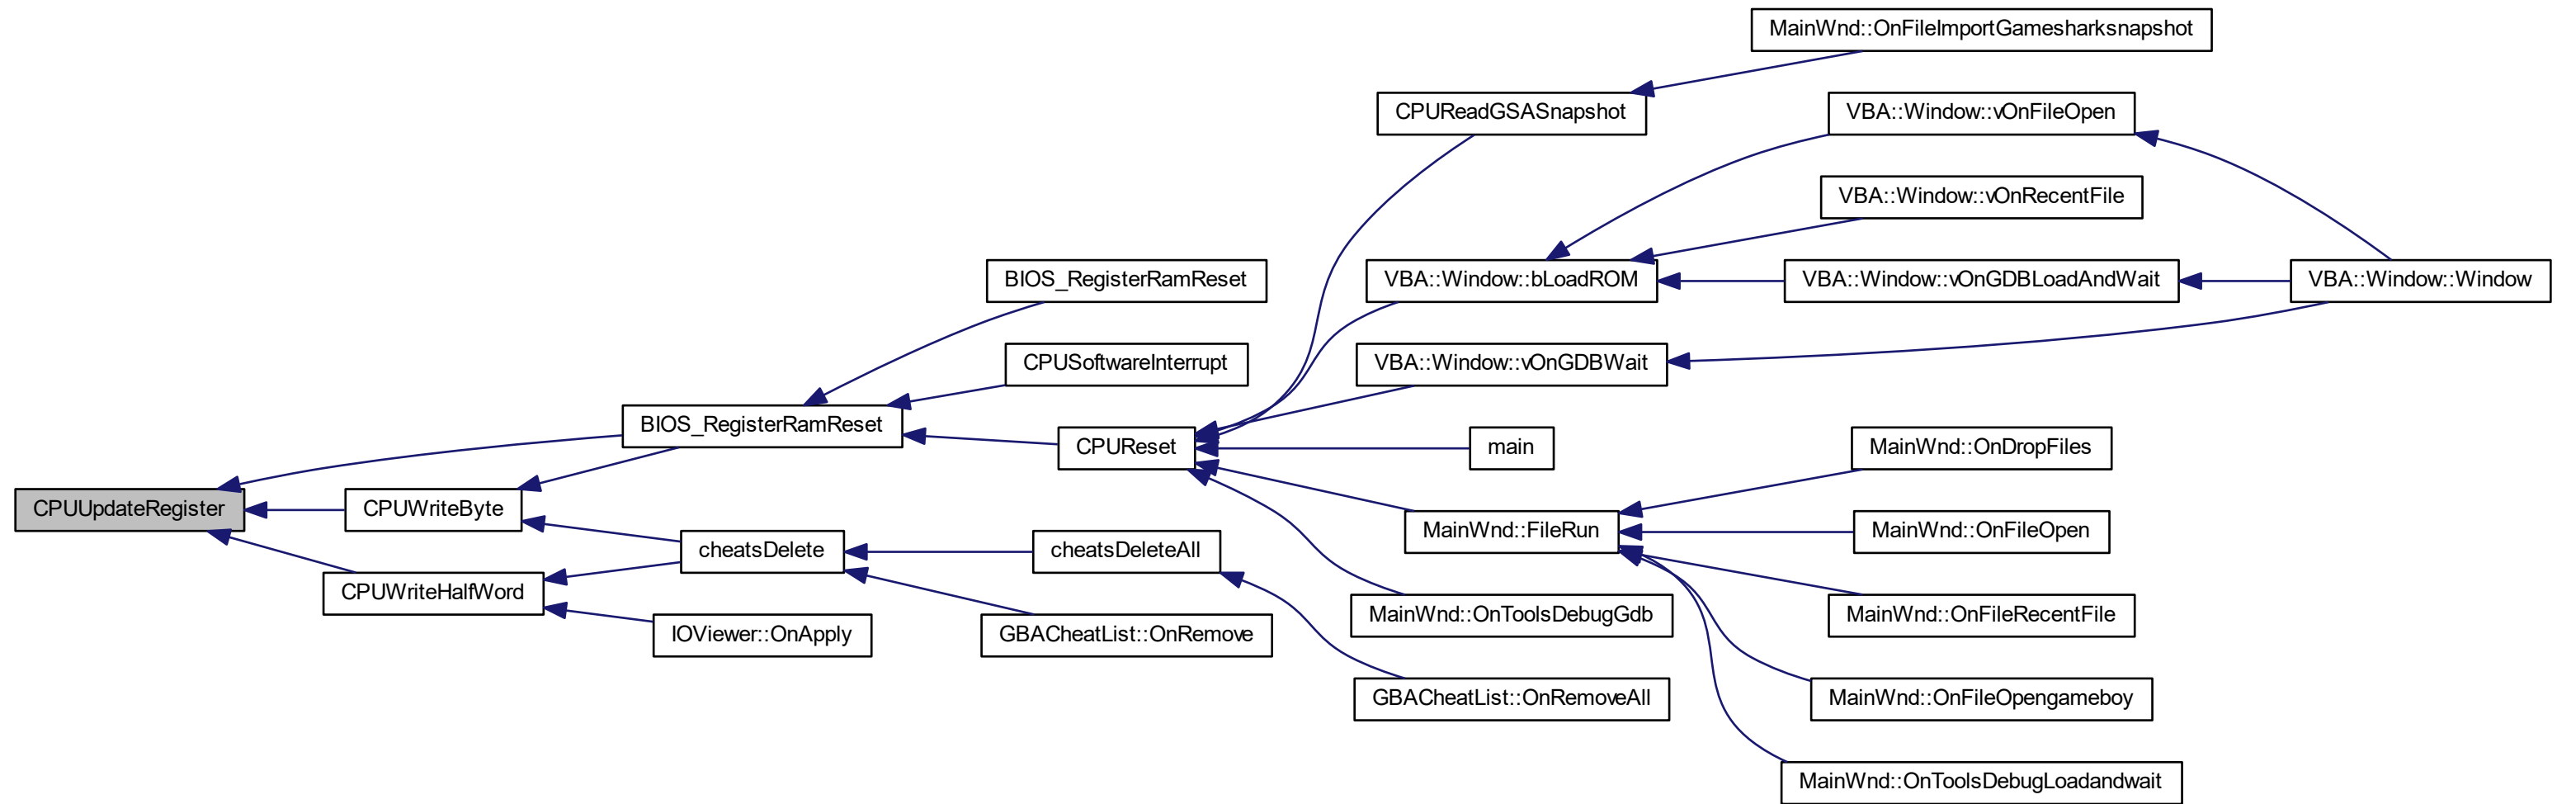 MainWnd::OnFileImportGamesharksnapshot
CPUReadGSASnapshot
VBA::Window::vOnFileOpen
VBA::Window::vOnRecentFile
BIOS_RegisterRamReset
VBA::Window::bLoadROM
VBA::Window::vOnGDBLoadAndWait
VBA::Window::Window
CPUSoftwareInterrupt
VBA::Window::vOnGDBWait
BIOS_RegisterRamReset
CPUReset
main
MainWnd::OnDropFiles
CPUUpdateRegister
CPUWriteByte
MainWnd::FileRun
MainWnd::OnFileOpen
cheatsDelete
cheatsDeleteAll
CPUWriteHalfWord
MainWnd::OnToolsDebugGdb
MainWnd::OnFileRecentFile
IOViewer::OnApply
GBACheatList::OnRemove
GBACheatList::OnRemoveAll
MainWnd::OnFileOpengameboy
MainWnd::OnToolsDebugLoadandwait